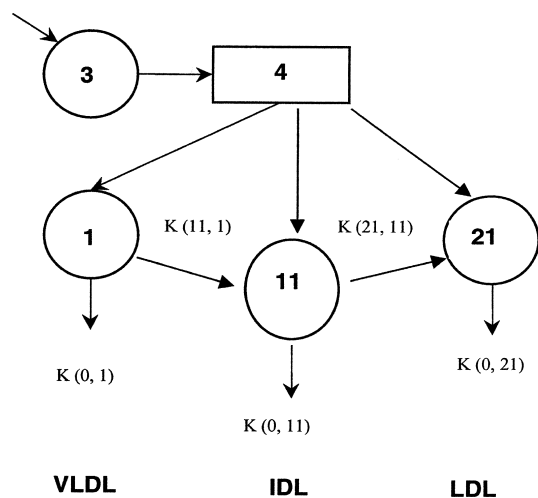 3
4
1
K (11, 1)
K (21, 11)
21
11
K (0, 1)
K (0, 21)
K (0, 11)
VLDL
IDL
LDL